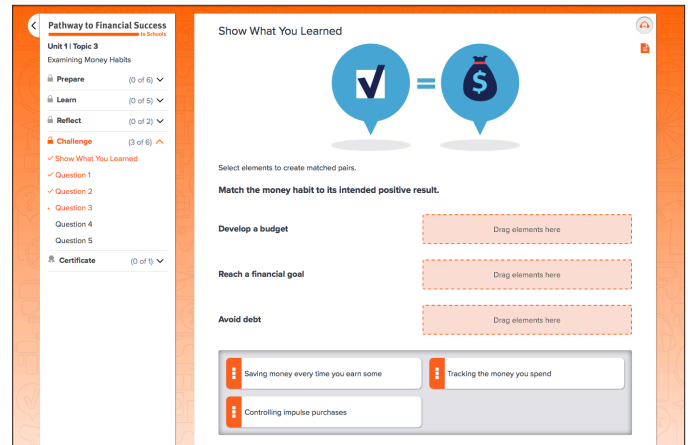 Pathway to Financial Success
In Schools
Unit 1 | Topic 3
Examining Money Habits
Prepare (0 of 6)
Learn (0 of 5)
Reflect (0 of 2)
Challenge (3 of 6)
Show What You Learned
Question 1
Question 2
Question 3
Question 4
Question 5
Certificate (0 of 1)
Show What You Learned
$
Select elements to create matched pairs.
Match the money habit to its intended positive result.
Develop a budget
Drag elements here
Reach a financial goal
Drag elements here
Avoid debt
Drag elements here
Saving money every time you earn some
Tracking the money you spend
Controlling impulse purchases